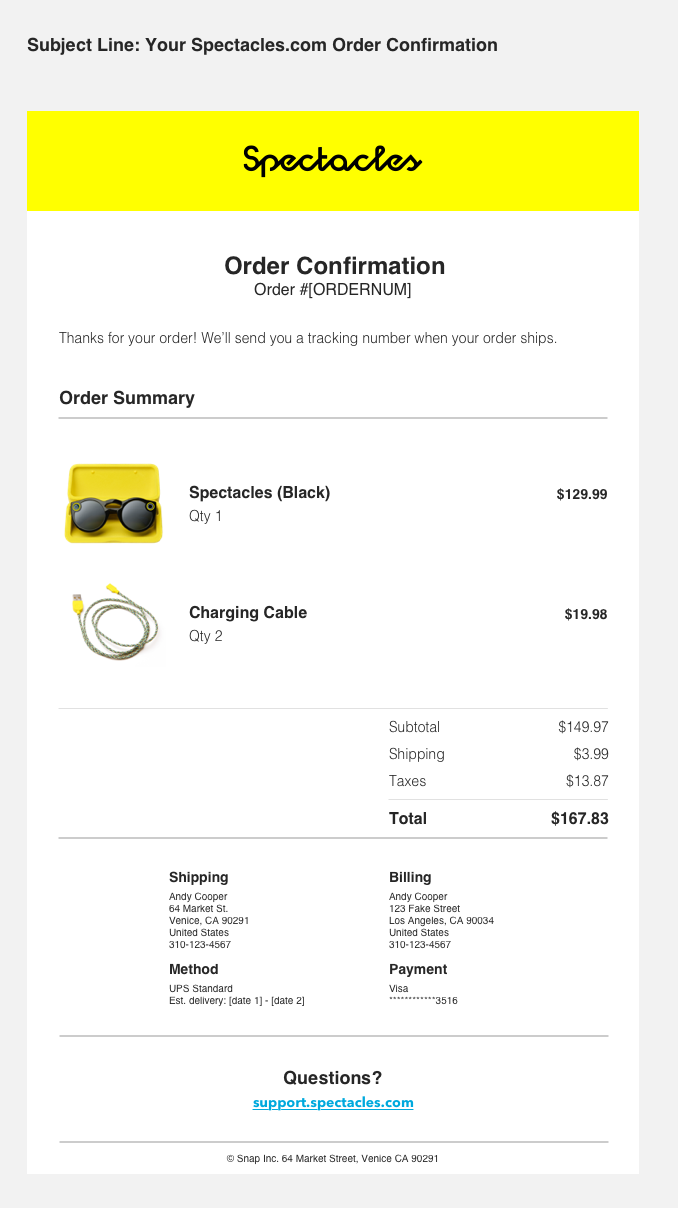 Subject Line: Your Spectacles.com Order Confirmation
Spectacles
Order Confirmation
Order #[ORDERNUM]
Thanks for your order! We'll send you a tracking number when your order ships.
Order Summary
Spectacles (Black) $129.99
Qty 1
Charging Cable $19.98
Qty 2
Subtotal $149.97
Shipping $3.99
Taxes $13.87
Total $167.83
Shipping
Andy Cooper
64 Market St.
Venice, CA 90291
United States
310-123-4567
Method
UPS Standard
Est. delivery: [date 1] - [date 2]
Billing
Andy Cooper
123 Fake Street
Los Angeles, CA 90034
United States
310-123-4567
Payment
Visa
************3516
Questions?
support.spectacles.com
© Snap Inc. 64 Market Street, Venice CA 90291